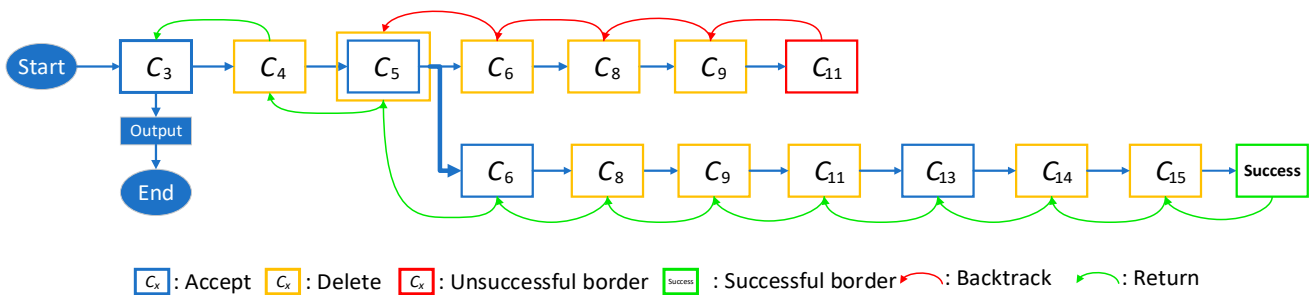 Start C₃ C₄ C₅ C₆ C₈ C₉ C₁₁
Output
End
C₆ C₈ C₉ C₁₁ C₁₃ C₁₄ C₁₅ Success
Cₓ : Accept Cₓ : Delete Cₓ : Unsuccessful border Success : Successful border : Backtrack : Return